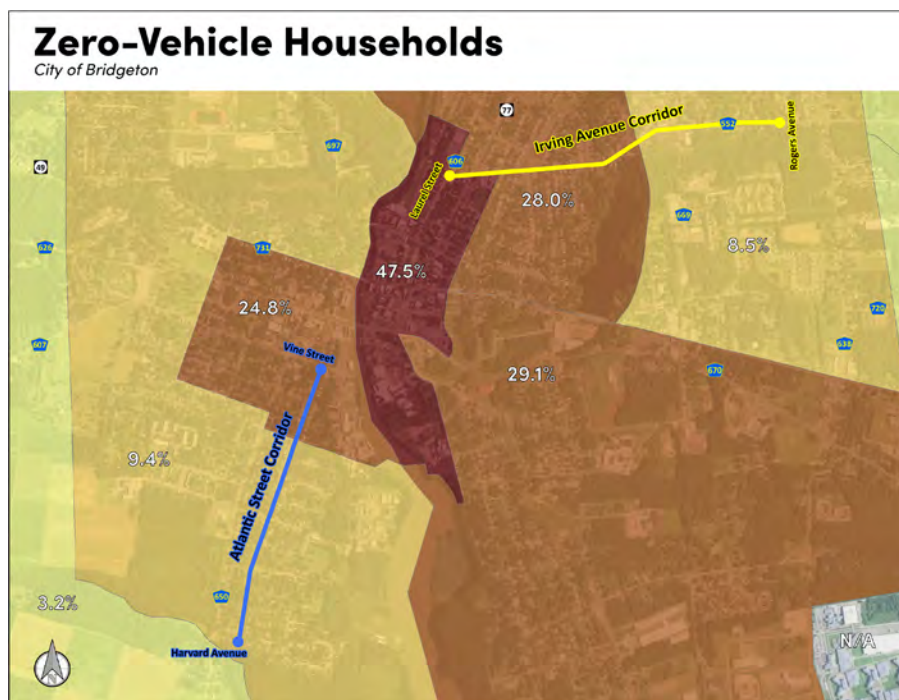 Zero-Vehicle Households
City of Bridgeton
77
Irving Avenue Corridor
552
Rogers Avenue
697
49
606
Laurel Street
28.0%
669
8.5%
626
731
47.5%
24.8%
720
607
638
Vine Street
29.1%
670
Atlantic Street Corridor
9.4%
650
3.2%
N/A
N
Harvard Avenue